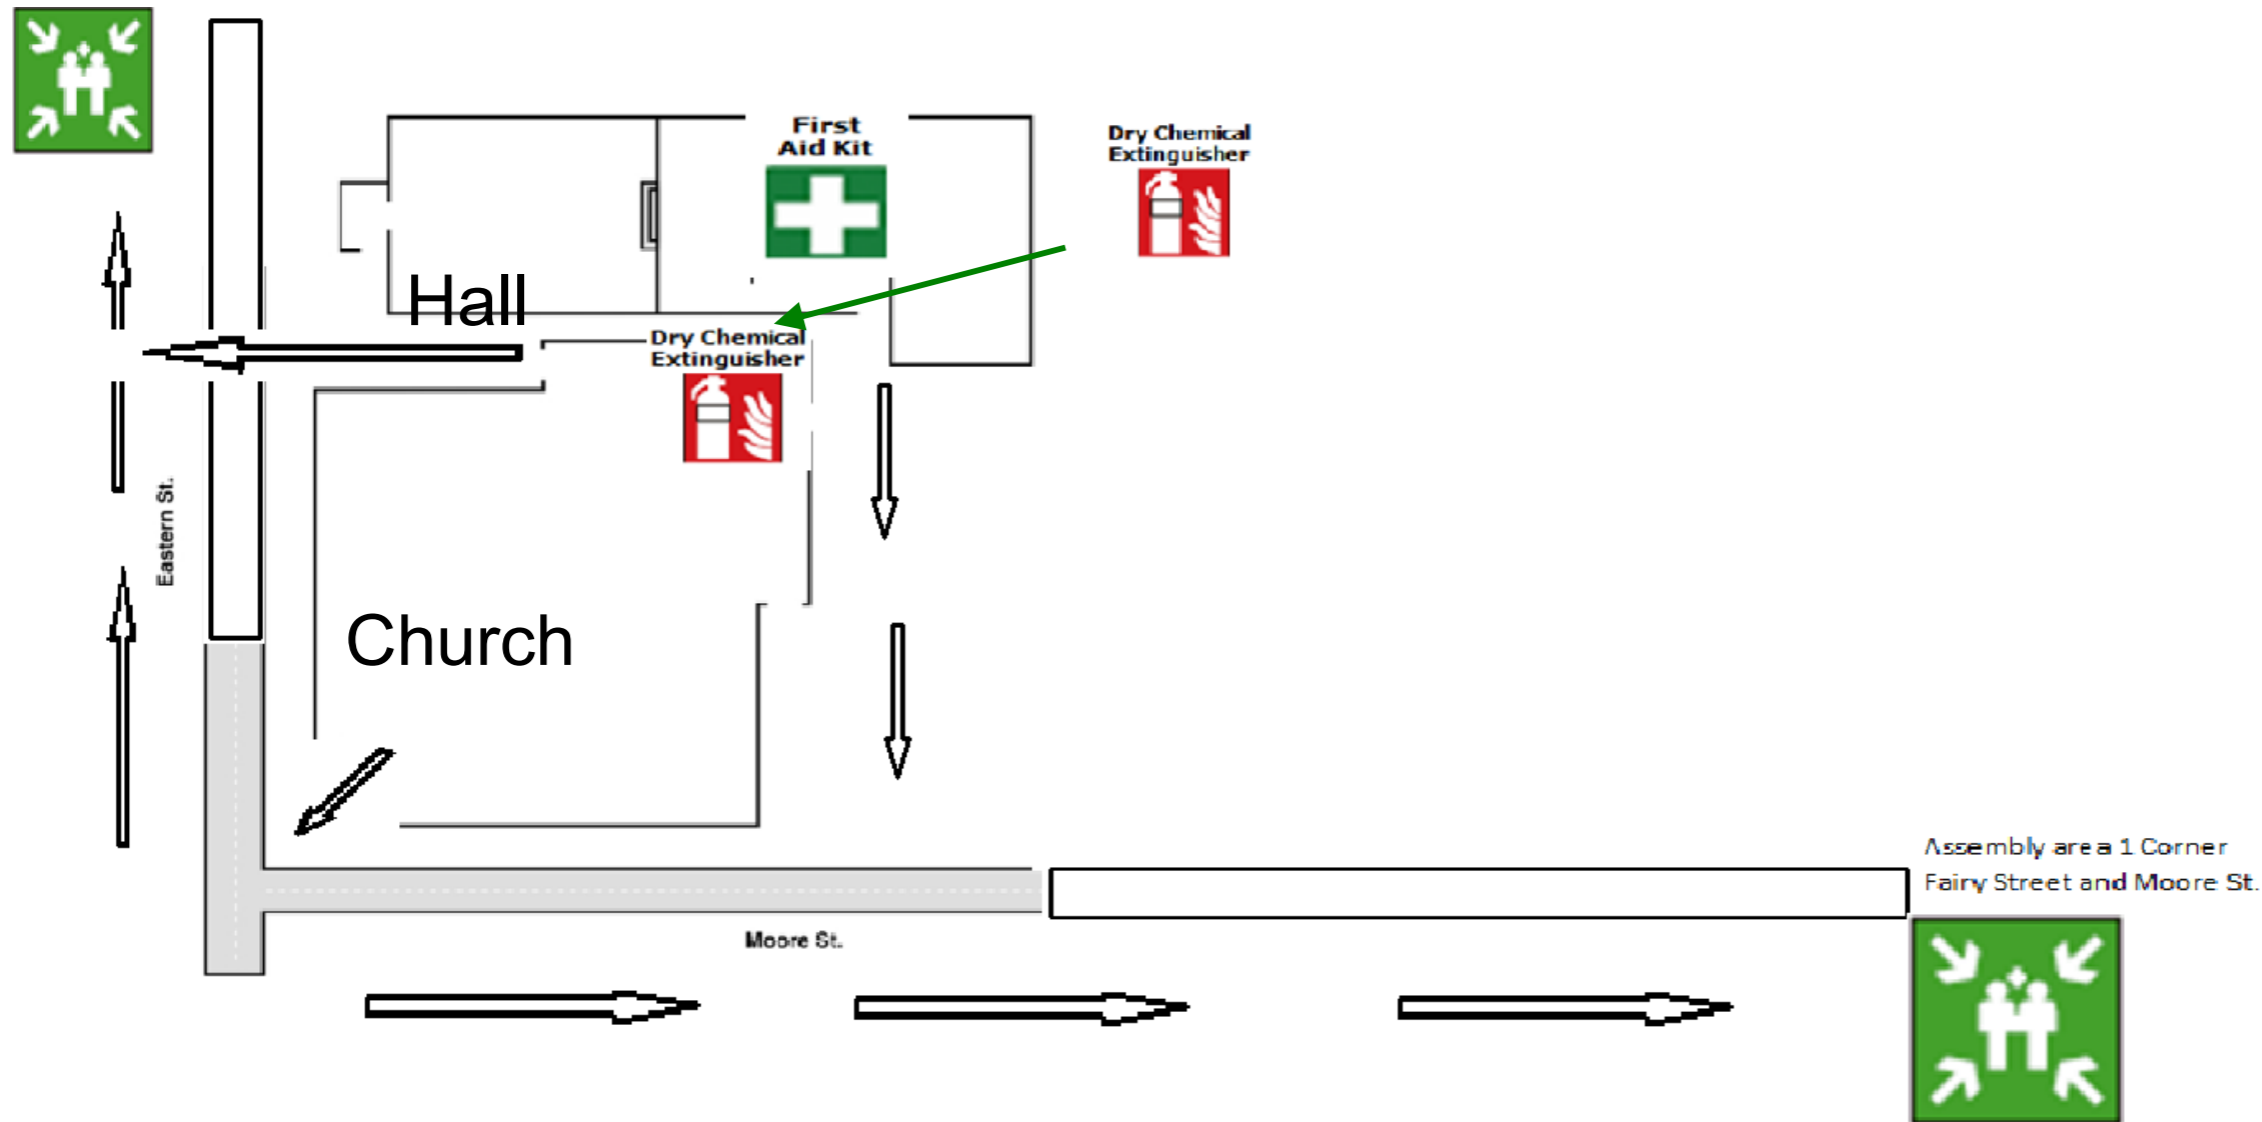 First
Aid Kit
Dry Chemical
Extinguisher
Hall
Dry Chemical
Extinguisher
Eastern St.
Church
Assembly area 1 Corner
Fairy Street and Moore St.
Moore St.